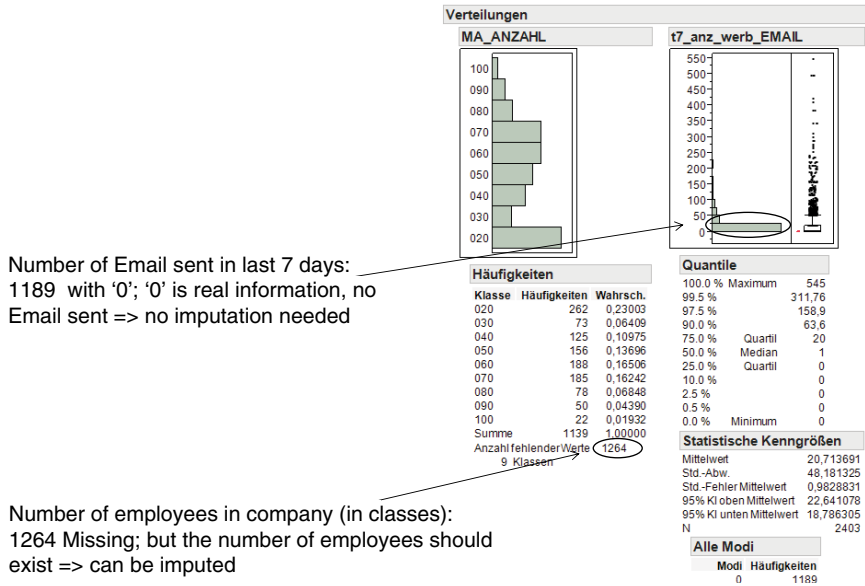 Verteilungen
MA_ANZAHL
100
090
080
070
060
050
040
030
020
t7_anz_werb_EMAIL
550
500
450
400
350
300
250
200
150
100
50
0
Number of Email sent in last 7 days:
1189 with ‘0’; ‘0’ is real information, no
Email sent => no imputation needed
Häufigkeiten
Klasse Häufigkeiten Wahrsch.
020 262 0,23003
030 73 0,06409
040 125 0,10975
050 156 0,13696
060 188 0,16506
070 185 0,16242
080 78 0,06848
090 50 0,04390
100 22 0,01932
Summe 1139 1,00000
Anzahl fehlender Werte 1264
9 Klassen
Quantile
100.0 % Maximum 545
99.5 % 311,76
97.5 % 158,9
90.0 % 63,6
75.0 % Quartil 20
50.0 % Median 1
25.0 % Quartil 0
10.0 % 0
2.5 % 0
0.5 % 0
0.0 % Minimum 0
Statistische Kenngrößen
Mittelwert 20,713691
Std.-Abw. 48,181325
Std.-Fehler Mittelwert 0,9828831
95% KI oben Mittelwert 22,641078
95% KI unten Mittelwert 18,786305
N 2403
Alle Modi
Modi Häufigkeiten
0 1189
Number of employees in company (in classes):
1264 Missing; but the number of employees should
exist => can be imputed